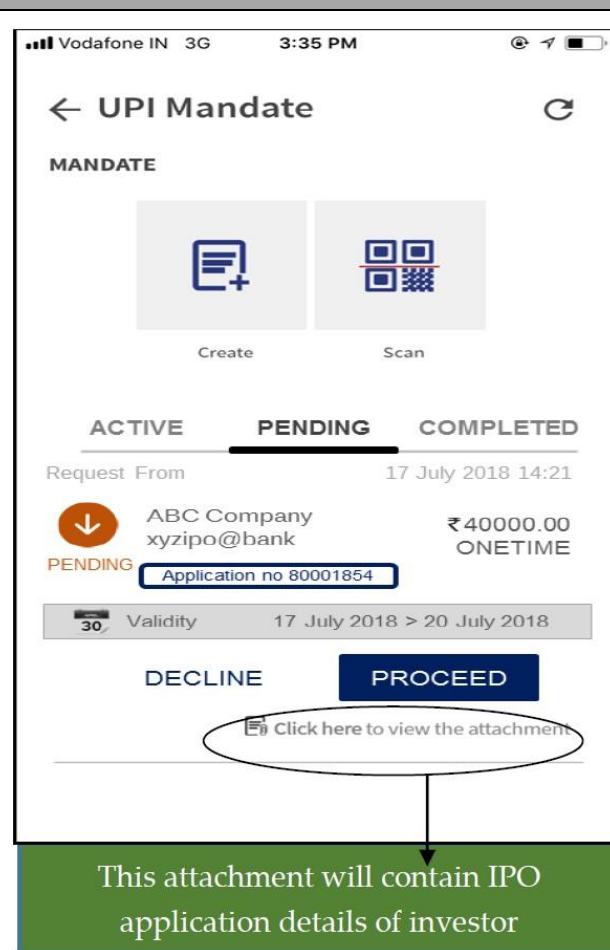 Vodafone IN 3G 3:35 PM
← UPI Mandate
MANDATE
Create Scan
ACTIVE PENDING COMPLETED
Request From 17 July 2018 14:21
ABC Company ₹40000.00
xyzipo@bank ONETIME
PENDING
Application no 80001854
30 Validity 17 July 2018 > 20 July 2018
DECLINE PROCEED
Click here to view the attachment
This attachment will contain IPO
application details of investor